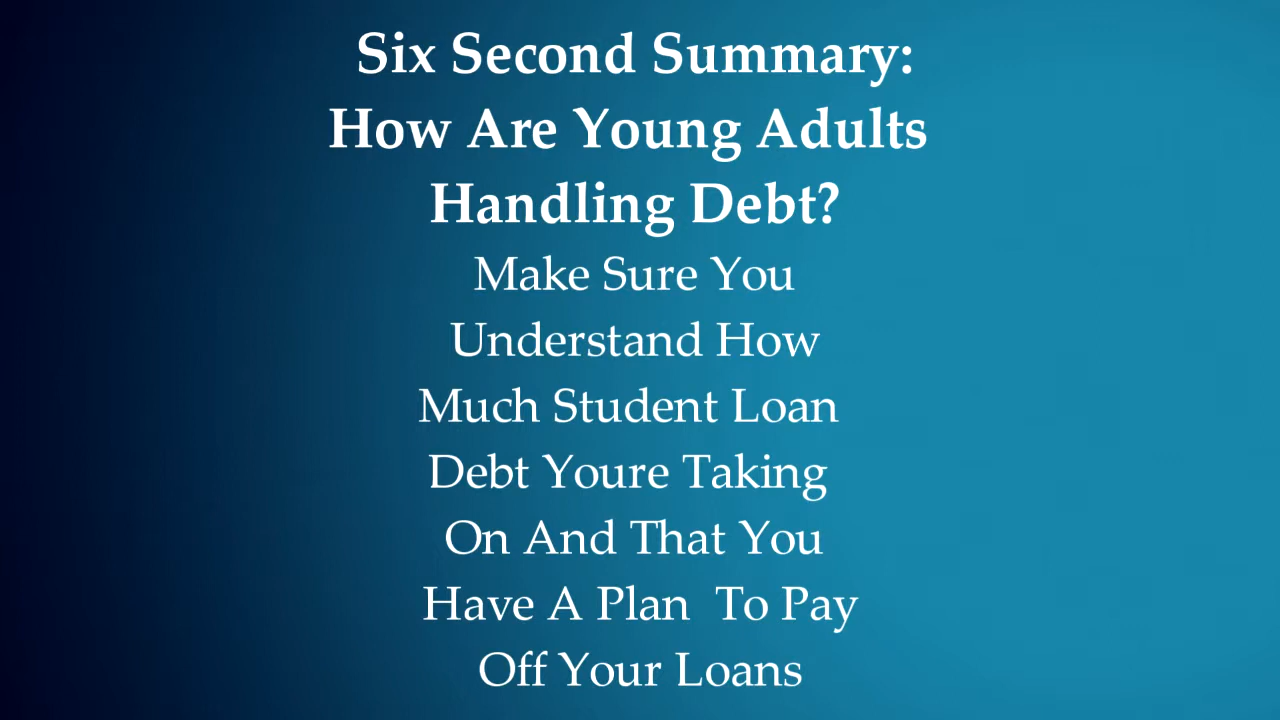 Six Second Summary:
How Are Young Adults
Handling Debt?
Make Sure You
Understand How
Much Student Loan
Debt Youre Taking
On And That You
Have A Plan  To Pay
Off Your Loans